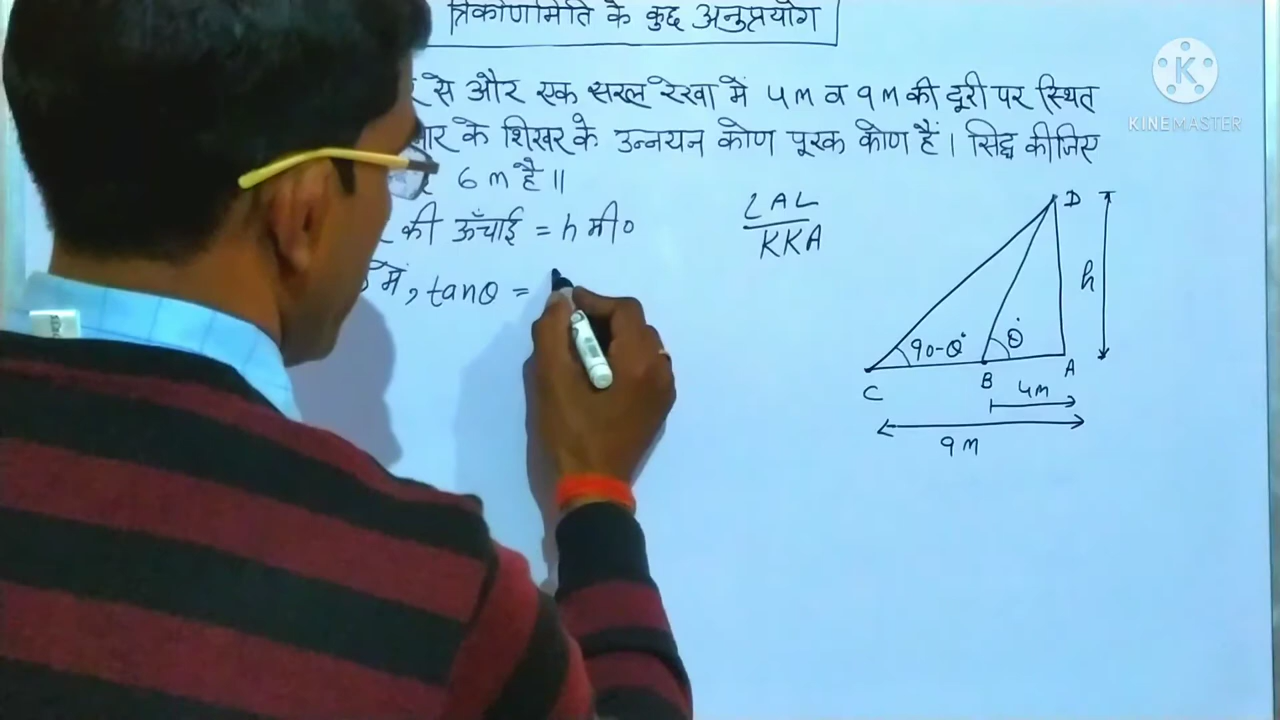 त्रिकोणमिति के कुछ अनुप्रयोग
से और एक सरल रेखा में 4m व 9m की दूरी पर स्थित
के शिखर के उन्नयन कोण पूरक कोण हैं। सिद्ध कीजिए
6 m है॥
की ऊँचाई = h मी०
में, tanθ =
LAL
KKA
D
h
90-θ°
θ°
C
B
A
4m
9 m
K
KINEMASTER